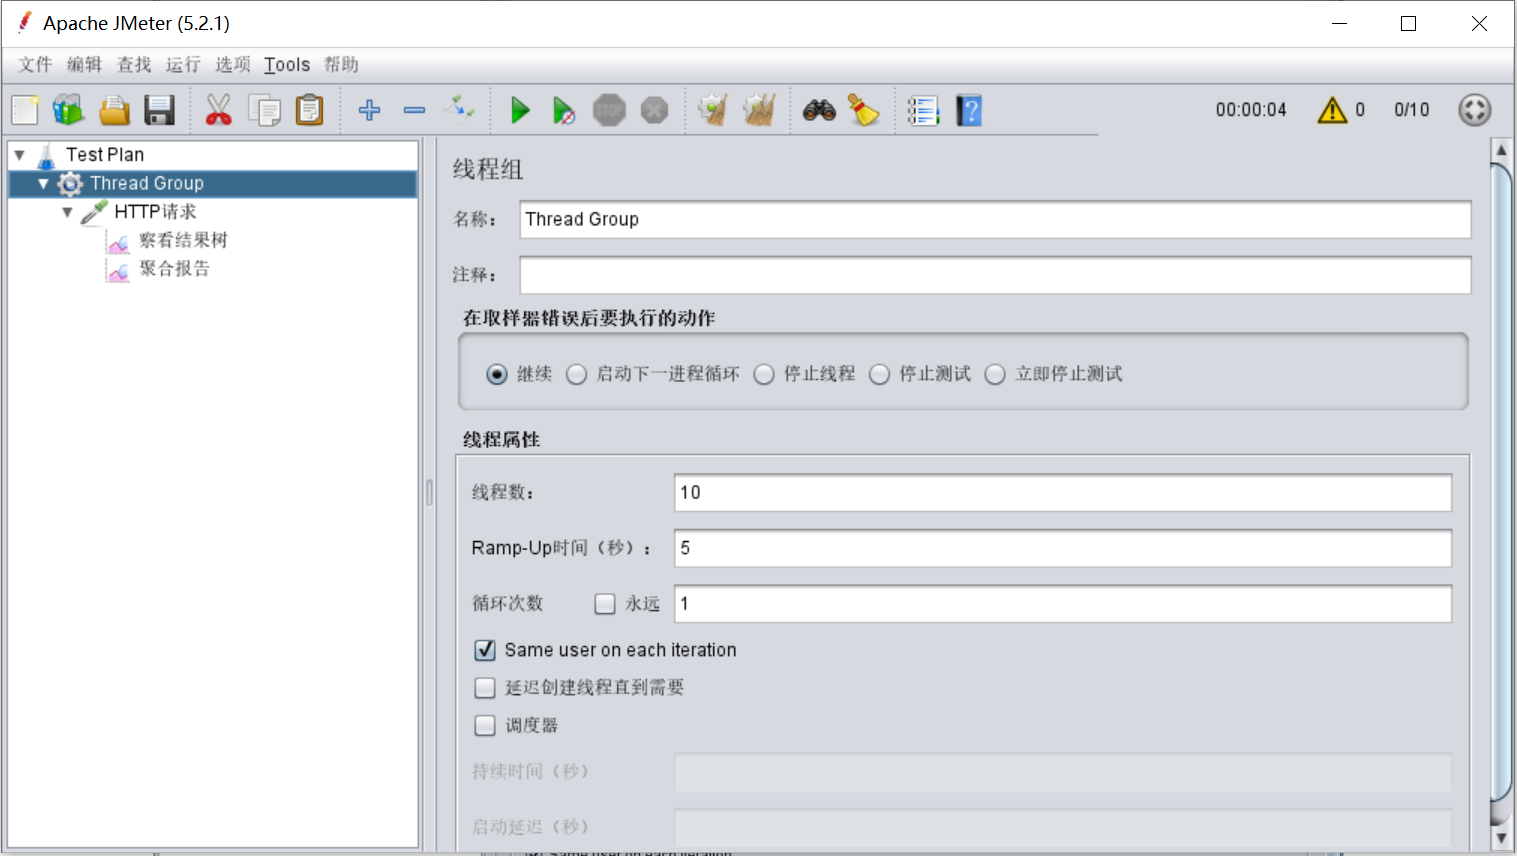 Apache JMeter (5.2.1)
文件 编辑 查找 运行 选项 Tools 帮助
STOP
00:00:04 0 0/10
Test Plan
Thread Group
HTTP请求
察看结果树
聚合报告
线程组
名称： Thread Group
注释：
在取样器错误后要执行的动作
继续 启动下一进程循环 停止线程 停止测试 立即停止测试
线程属性
线程数： 10
Ramp-Up时间（秒）： 5
循环次数 永远 1
Same user on each iteration
延迟创建线程直到需要
调度器
持续时间（秒）
启动延迟（秒）
Same user on each iteration